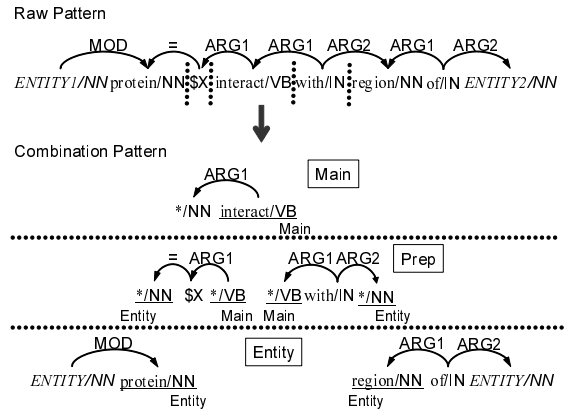 Raw Pattern
MOD = ARG1 ARG1 ARG2 ARG1 ARG2
ENTITY1/NN protein/NN $X interact/VB with/IN region/NN of/IN ENTITY2/NN
Combination Pattern
Main
ARG1
*/NN interact/VB
Main
Prep
= ARG1 ARG1 ARG2
*/NN $X */VB */VB with/IN */NN
Entity Main Main Entity
Entity
MOD ARG1 ARG2
ENTITY/NN protein/NN region/NN of/IN ENTITY/NN
Entity Entity